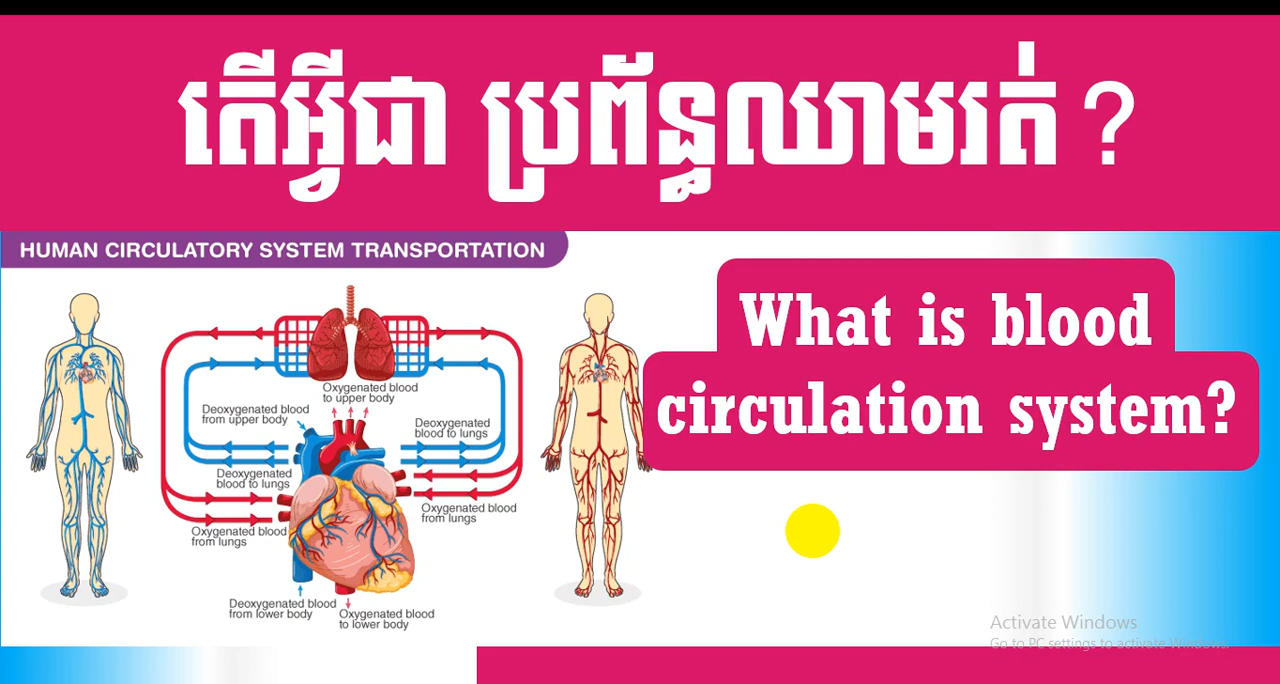 តើអ្វីជា ប្រព័ន្ធឈាមរត់ ?
HUMAN CIRCULATORY SYSTEM TRANSPORTATION
What is blood
circulation system?
Oxygenated blood
to upper body
Deoxygenated blood
from upper body
Deoxygenated
blood to lungs
Deoxygenated
blood to lungs
Oxygenated blood
from lungs
Oxygenated blood
from lungs
Deoxygenated blood
from lower body
Oxygenated blood
to lower body
Activate Windows
Go to PC settings to activate Windows.